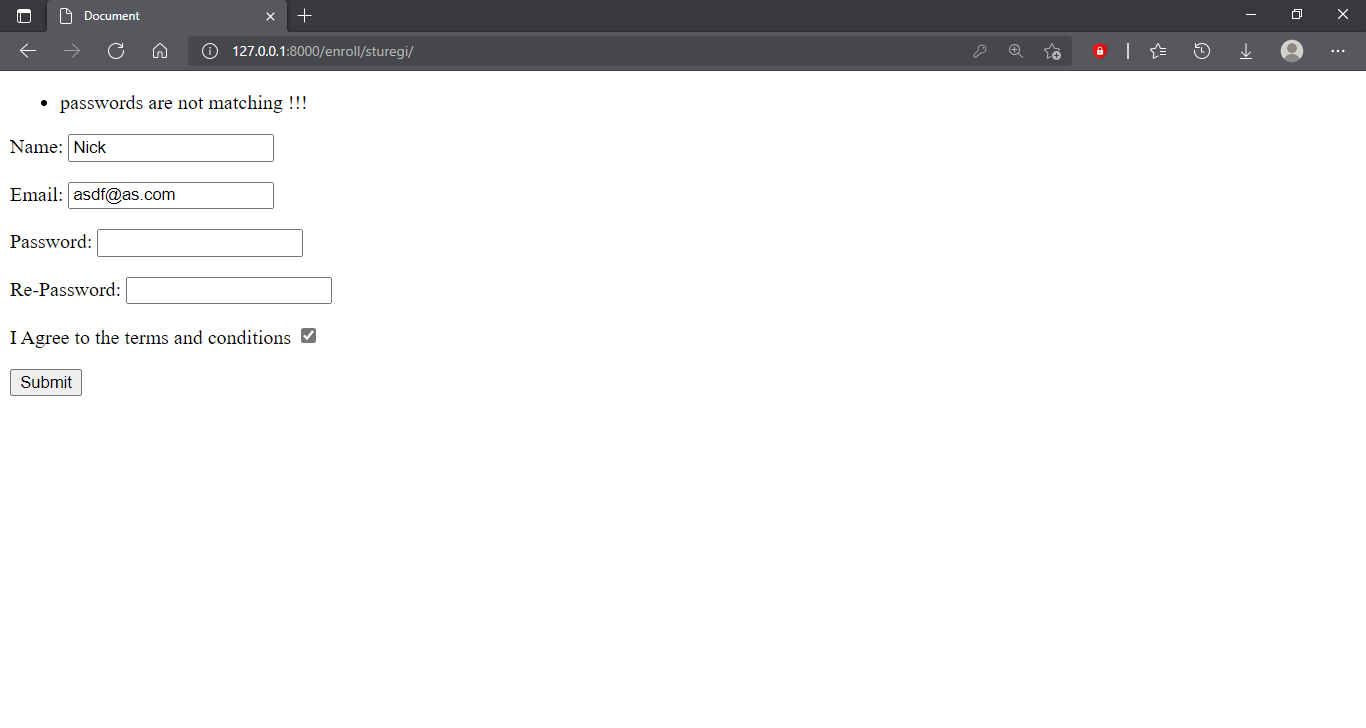 Document
127.0.0.1:8000/enroll/sturegi/
passwords are not matching !!!
Name: Nick
Email: asdf@as.com
Password:
Re-Password:
I Agree to the terms and conditions
Submit